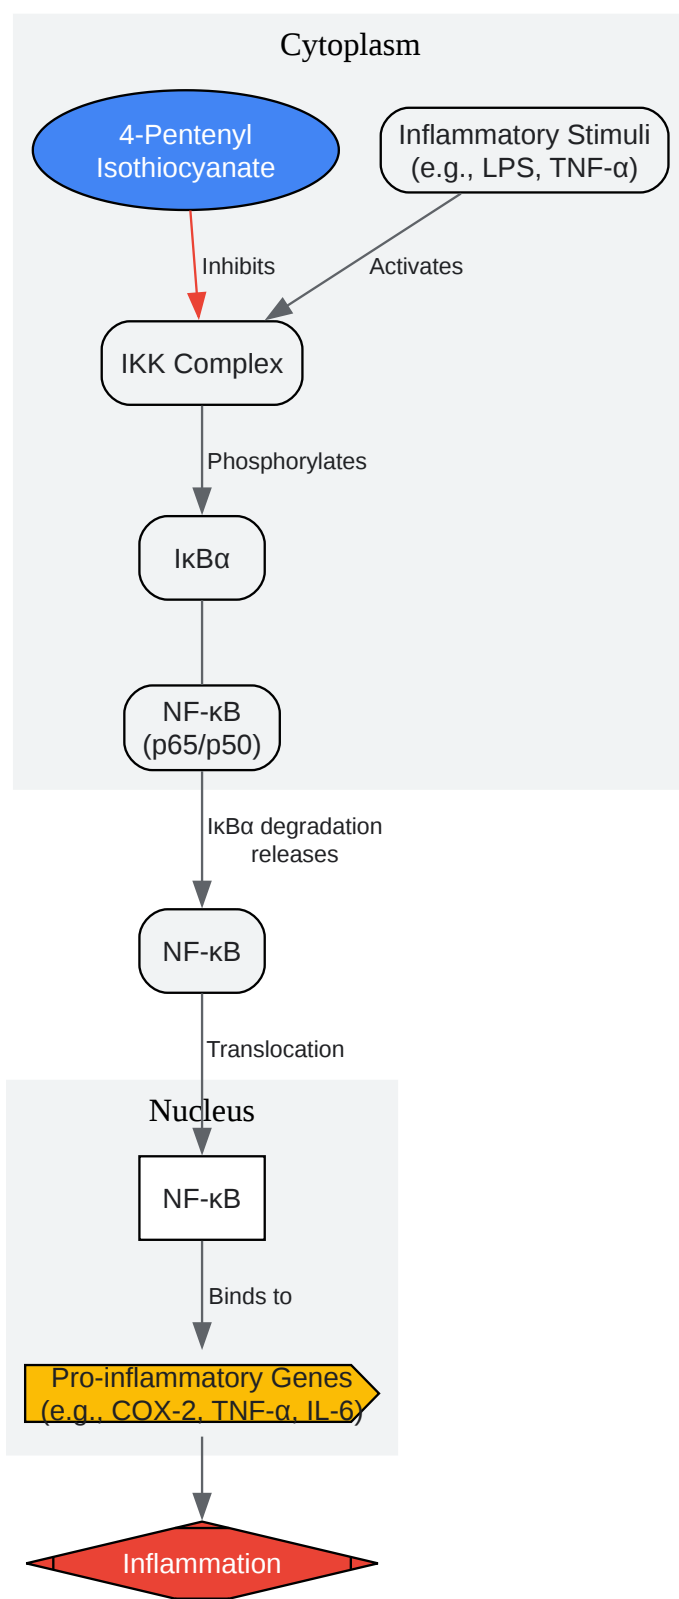 Cytoplasm
4-Pentenyl
Isothiocyanate
Inflammatory Stimuli
(e.g., LPS, TNF-α)
Inhibits
Activates
IKK Complex
Phosphorylates
IκBα
NF-κB
(p65/p50)
IκBα degradation
releases
NF-κB
Translocation
Nucleus
NF-κB
Binds to
Pro-inflammatory Genes
(e.g., COX-2, TNF-α, IL-6)
Inflammation